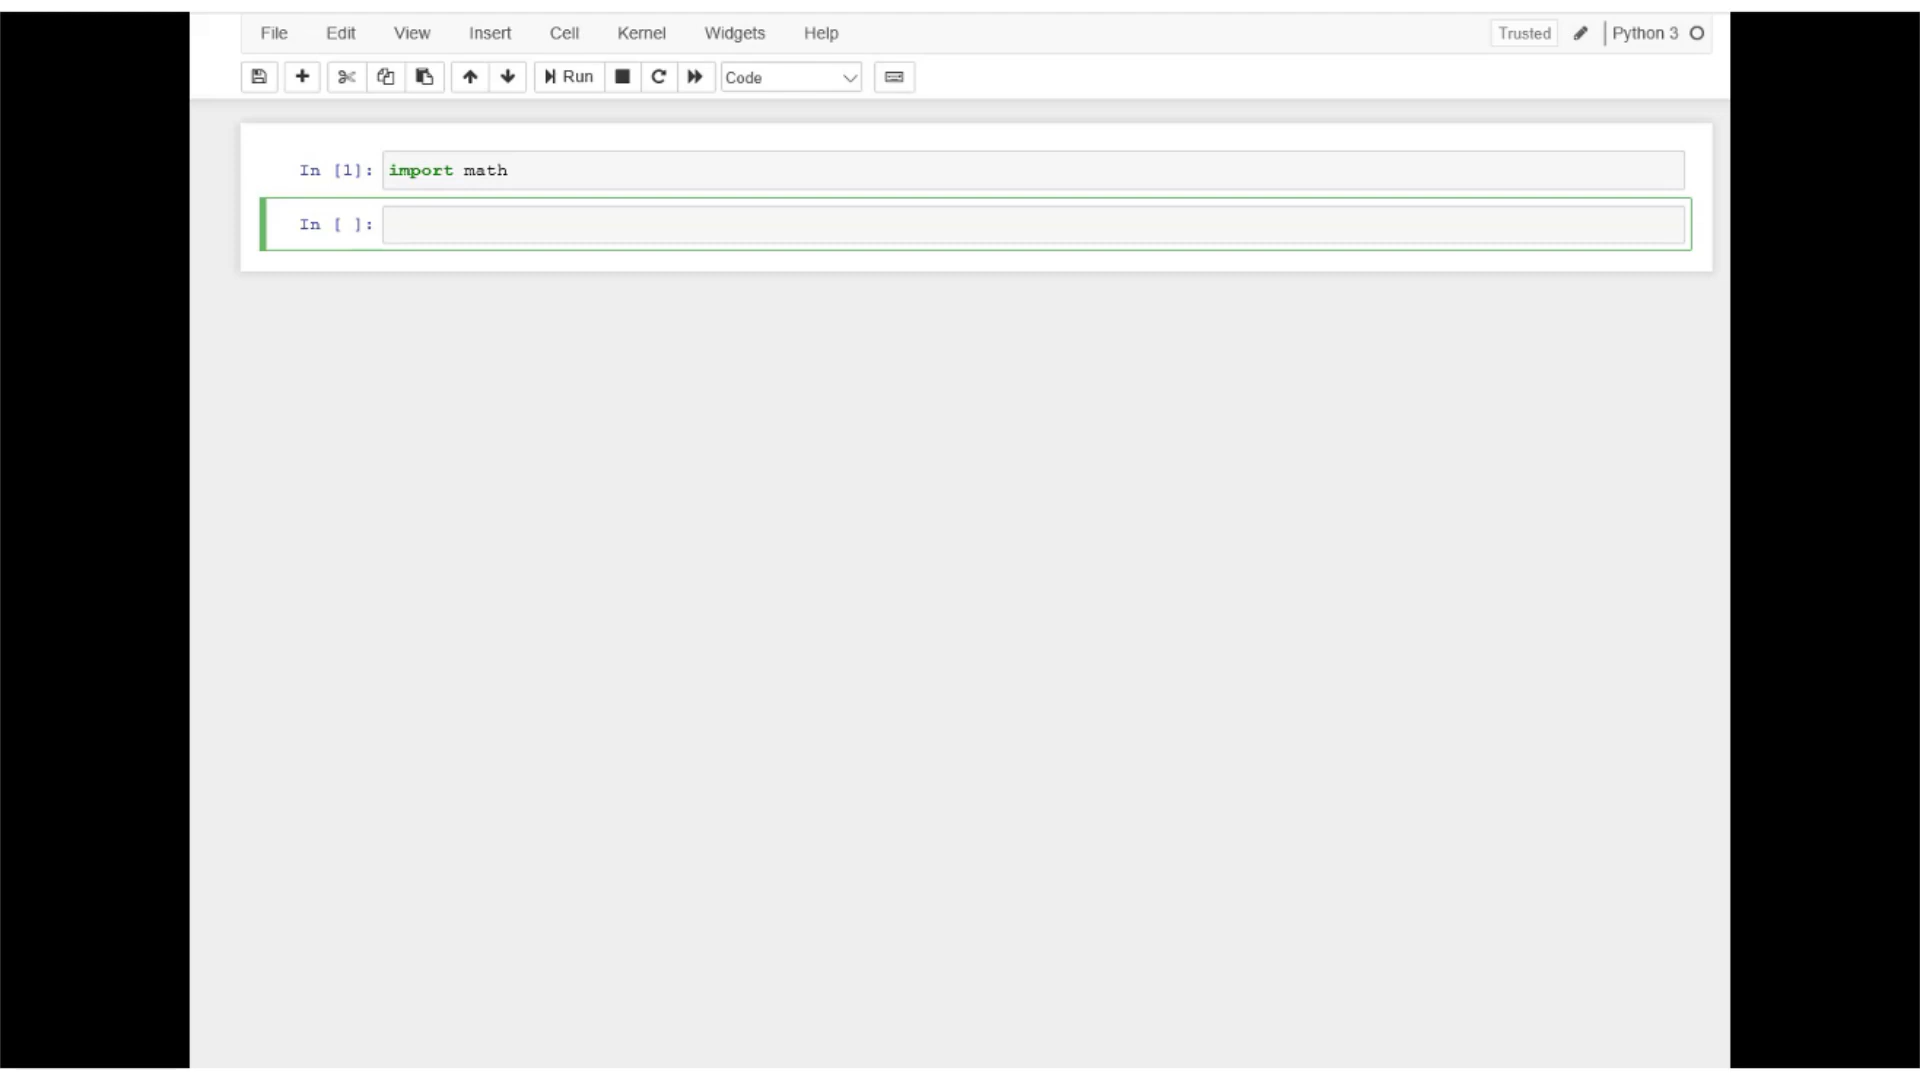 File Edit View Insert Cell Kernel Widgets Help Trusted Python 3
Run Code
In [1]: import math
In [ ]: